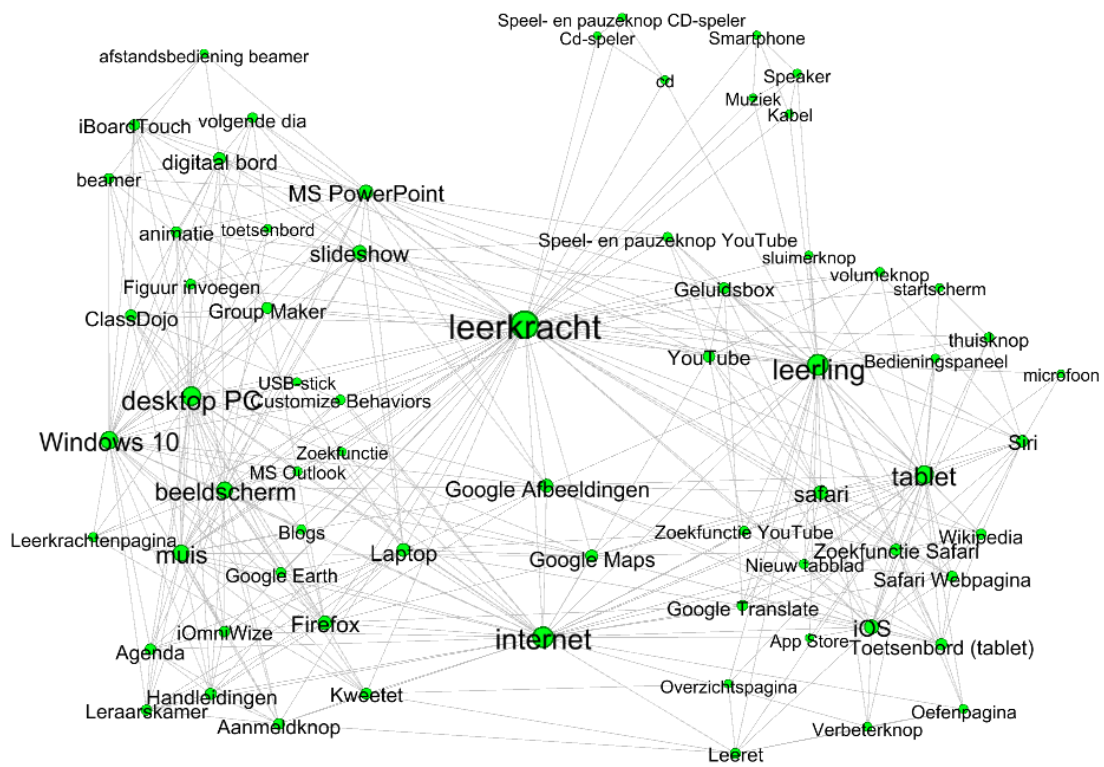 Speel- en pauzeknop CD-speler
Cd-speler
Smartphone
afstandsbediening beamer
Speaker
cd
Muziek
Kabel
iBoardTouch
volgende dia
digitaal bord
beamer
MS PowerPoint
animatie
toetsenbord
Speel- en pauzeknop YouTube
slideshow
sluimerknop
volumeknop
Figuur invoegen
Geluidsbox
startscherm
ClassDojo
Group Maker
leerkracht
thuisknop
YouTube
leerling
Bedieningspaneel
microfoon
USB-stick
desktop PC
Customize Behaviors
Windows 10
Siri
Zoekfunctie
MS Outlook
tablet
beeldscherm
Google Afbeeldingen
safari
Blogs
Zoekfunctie YouTube
Wikipedia
Leerkrachtenpagina
muis
Laptop
Google Maps
Zoekfunctie Safari
Nieuw tabblad
Google Earth
Safari Webpagina
Google Translate
Firefox
iOmniWize
internet
iOS
App Store
Toetsenbord (tablet)
Agenda
Overzichtspagina
Handleidingen
Kweetet
Leraarskamer
Oefenpagina
Aanmeldknop
Verbeterknop
Leeret